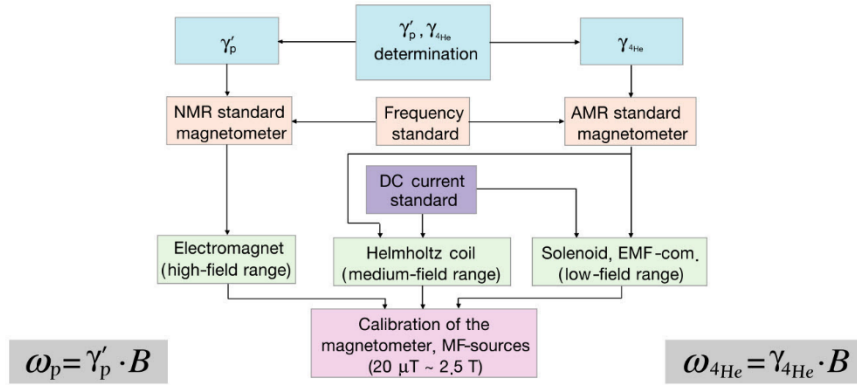 γ′p
γ′p, γ4He
determination
γ4He
NMR standard
magnetometer
Frequency
standard
AMR standard
magnetometer
DC current
standard
Electromagnet
(high-field range)
Helmholtz coil
(medium-field range)
Solenoid, EMF-com.
(low-field range)
Calibration of the
magnetometer, MF-sources
(20 μT ~ 2.5 T)
ωp = γ′p · B
ω4He = γ4He · B